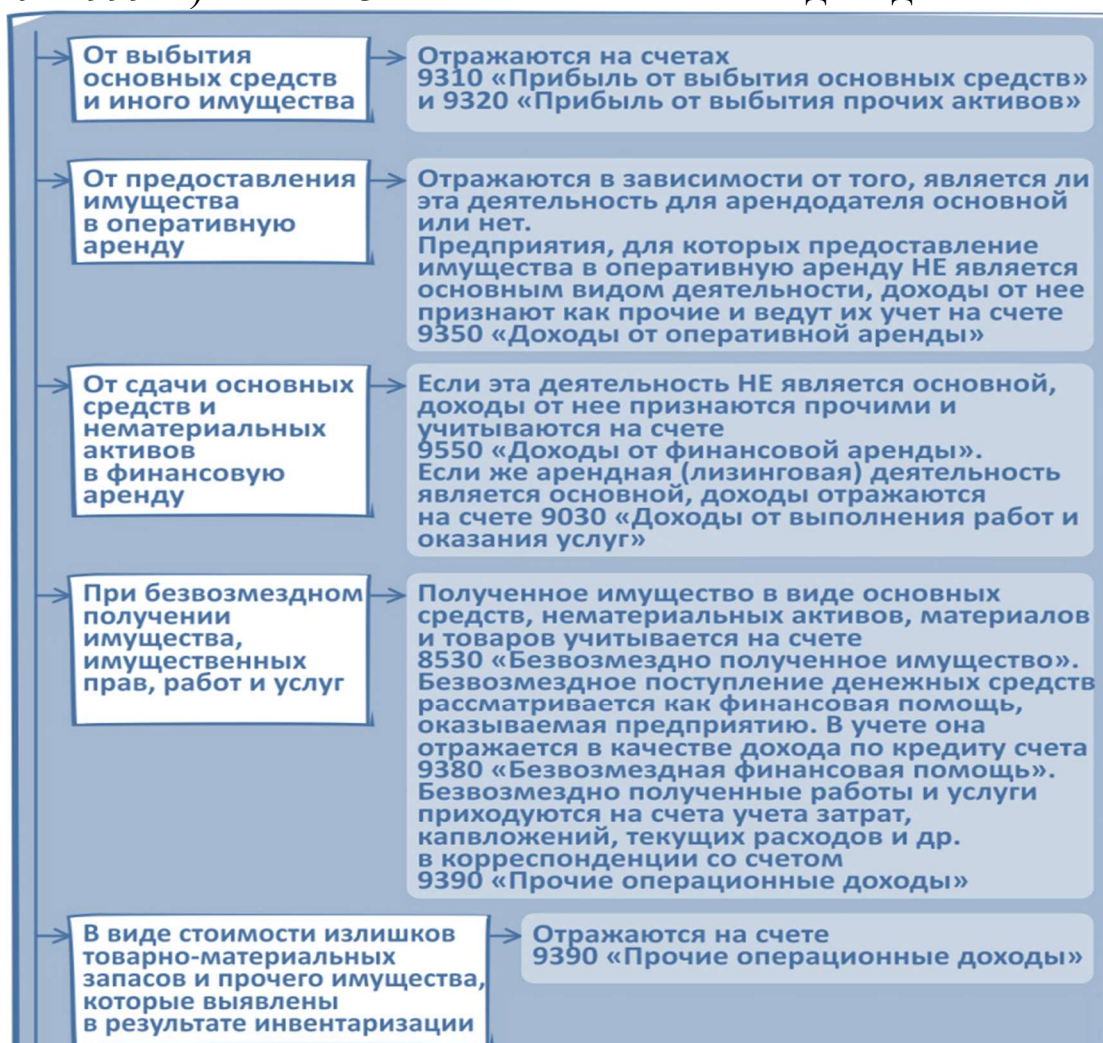 От выбытия
основных средств
и иного имущества
Отражаются на счетах
9310 «Прибыль от выбытия основных средств»
и 9320 «Прибыль от выбытия прочих активов»
От предоставления
имущества
в оперативную
аренду
Отражаются в зависимости от того, является ли
эта деятельность для арендодателя основной
или нет.
Предприятия, для которых предоставление
имущества в оперативную аренду НЕ является
основным видом деятельности, доходы от нее
признают как прочие и ведут их учет на счете
9350 «Доходы от оперативной аренды»
От сдачи основных
средств и
нематериальных
активов
в финансовую
аренду
Если эта деятельность НЕ является основной,
доходы от нее признаются прочими и
учитываются на счете
9550 «Доходы от финансовой аренды».
Если же арендная (лизинговая) деятельность
является основной, доходы отражаются
на счете 9030 «Доходы от выполнения работ и
оказания услуг»
При безвозмездном
получении
имущества,
имущественных
прав, работ и услуг
Полученное имущество в виде основных
средств, нематериальных активов, материалов
и товаров учитывается на счете
8530 «Безвозмездно полученное имущество».
Безвозмездное поступление денежных средств
рассматривается как финансовая помощь,
оказываемая предприятию. В учете она
отражается в качестве дохода по кредиту счета
9380 «Безвозмездная финансовая помощь».
Безвозмездно полученные работы и услуги
приходуются на счета учета затрат,
капвложений, текущих расходов и др.
в корреспонденции со счетом
9390 «Прочие операционные доходы»
В виде стоимости излишков
товарно-материальных
запасов и прочего имущества,
которые выявлены
в результате инвентаризации
Отражаются на счете
9390 «Прочие операционные доходы»